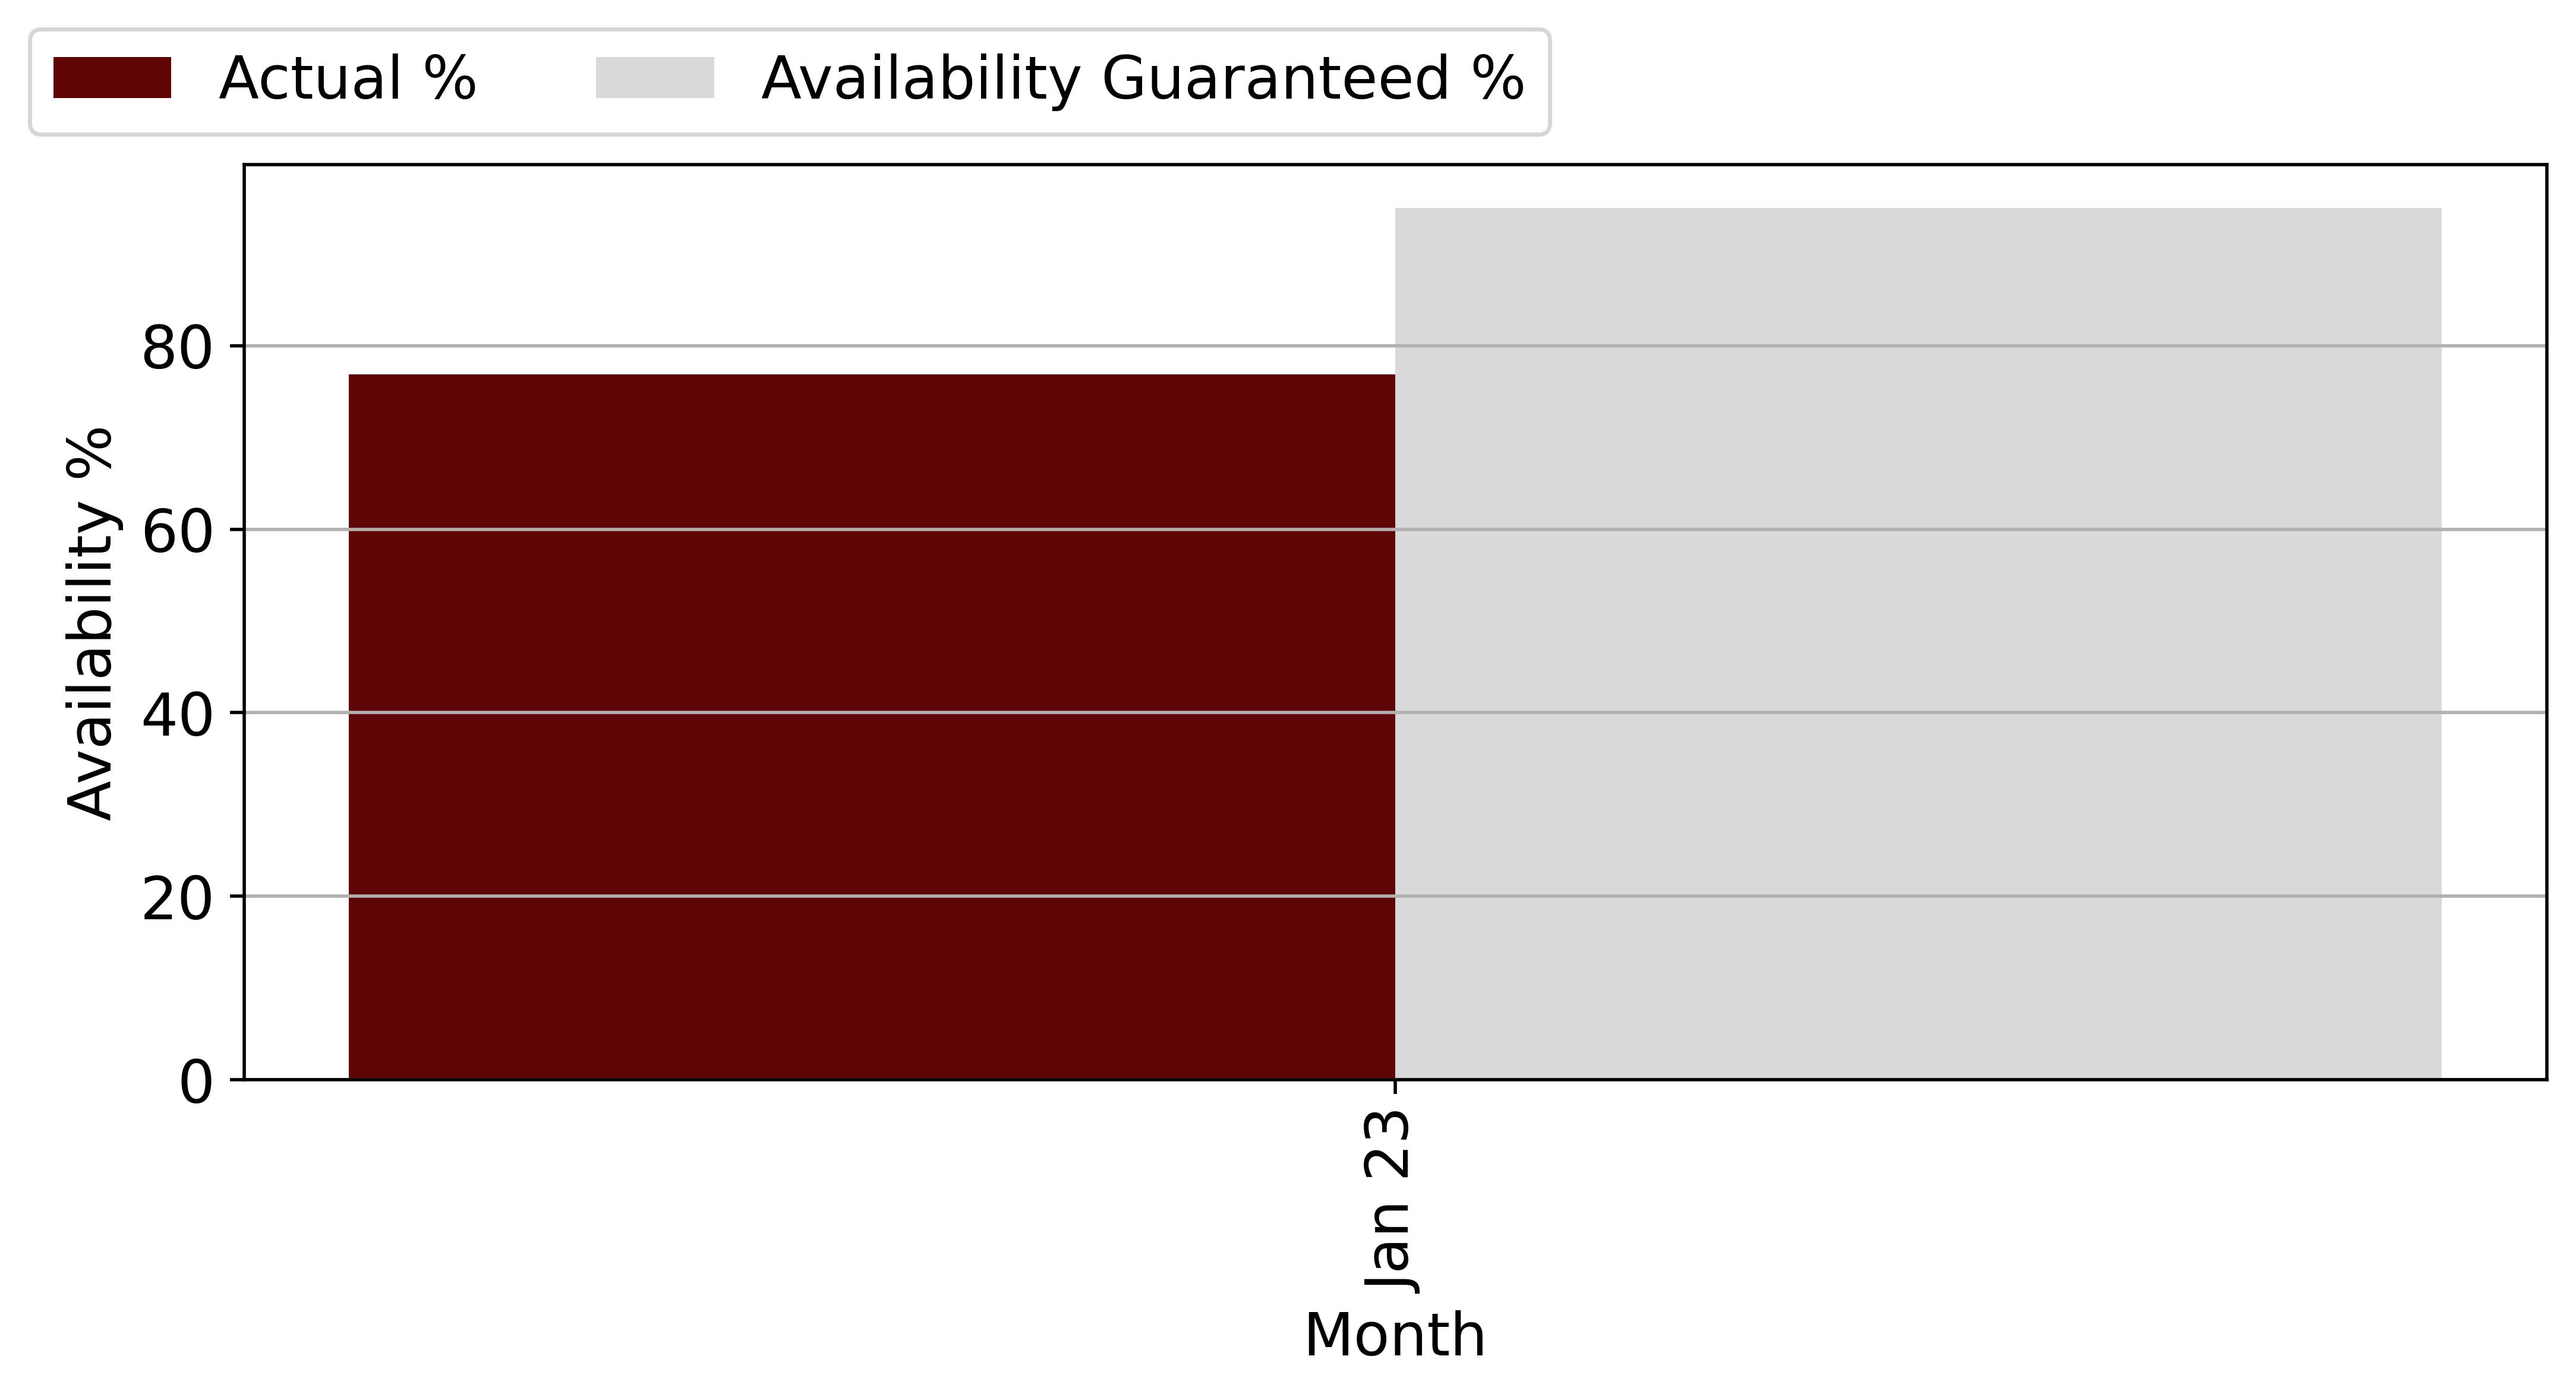 Actual %
Availability Guaranteed %
Availability %
80
60
40
20
0
Jan 23
Month